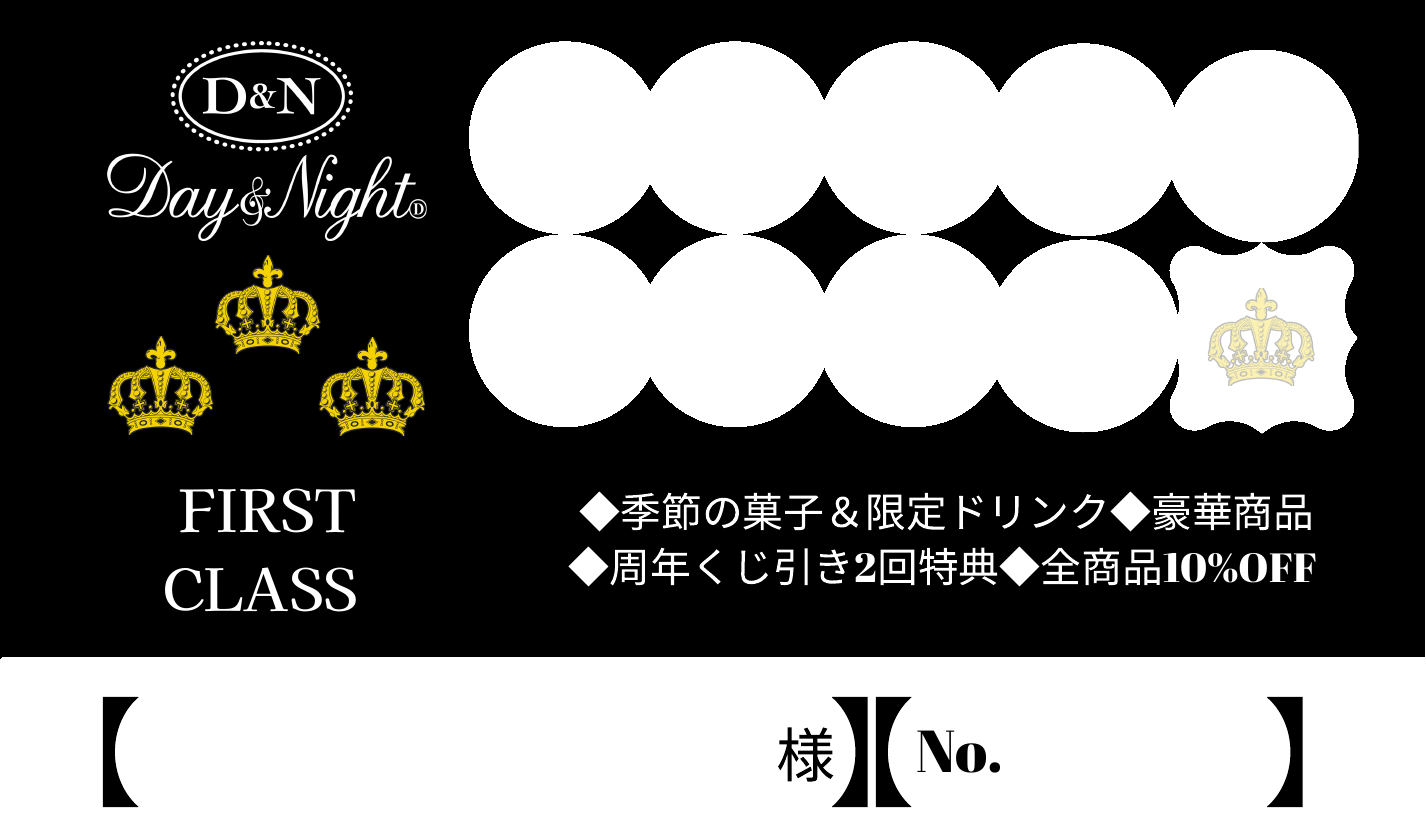 D&N
Day&Night
D
FIRST
CLASS
◆季節の菓子＆限定ドリンク◆豪華商品
◆周年くじ引き2回特典◆全商品10%OFF
【 様】【No. 】